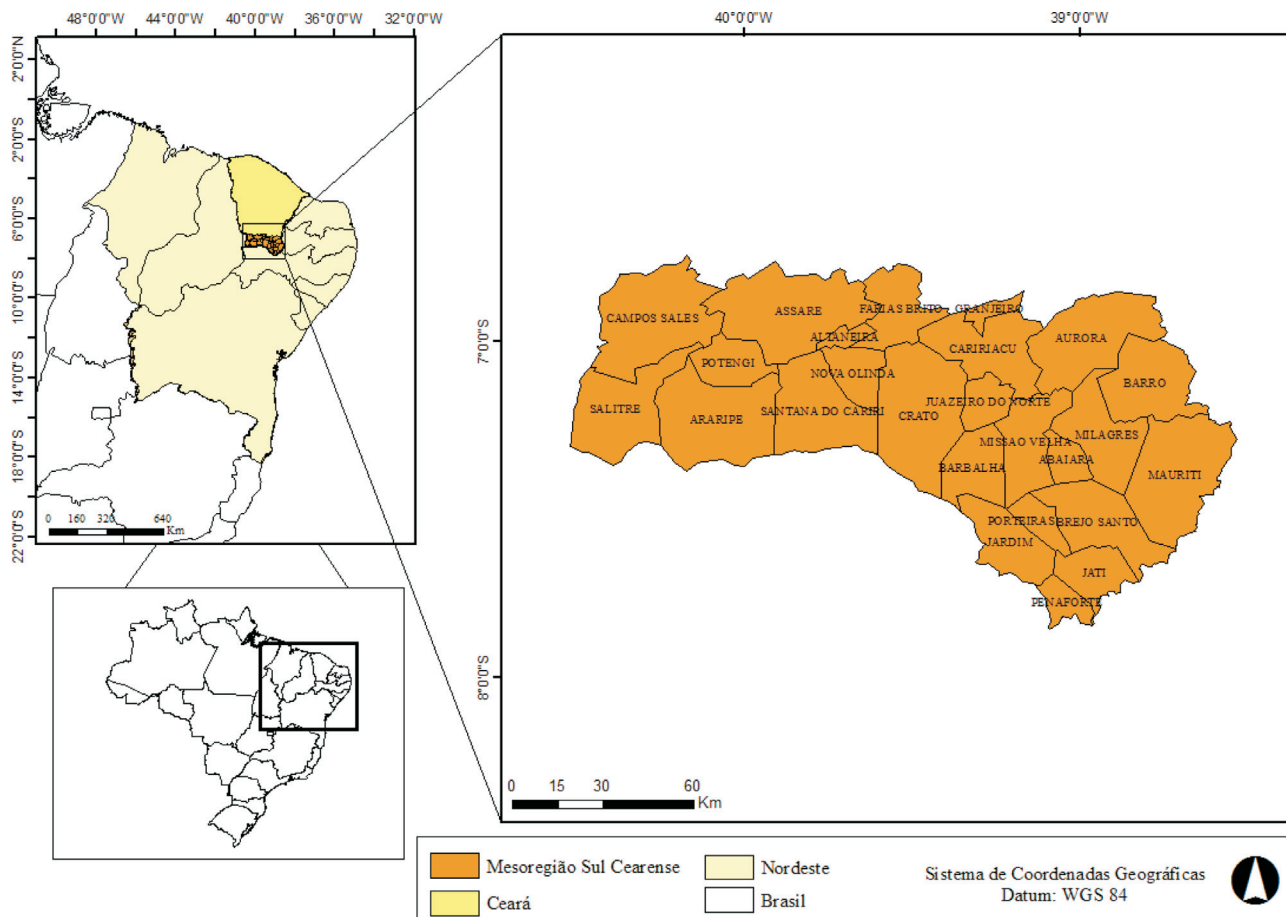 48°0'0"W 44°0'0"W 40°0'0"W 36°0'0"W 32°0'0"W
2°0'0"N
2°0'0"S
6°0'0"S
10°0'0"S
14°0'0"S
18°0'0"S
22°0'0"S
0 160 320 640
Km
40°0'0"W 39°0'0"W
7°0'0"S
8°0'0"S
CAMPOS SALES
ASSARE
FARIAS BRITO
GRANJEIRO
ALTANEIRA
CARIRIACU
AURORA
POTENGI
NOVA OLINDA
BARRO
SALITRE
ARARIPE
SANTANA DO CARIRI
CRATO
JUAZEIRO DO NORTE
MILAGRES
MISSAO VELHA
ABAIARA
BARBALHA
MAURITI
PORTEIRAS
BREJO SANTO
JARDIM
JATI
PENAFORTE
0 15 30 60
Km
Mesoregião Sul Cearense
Ceará
Nordeste
Brasil
Sistema de Coordenadas Geográficas
Datum: WGS 84